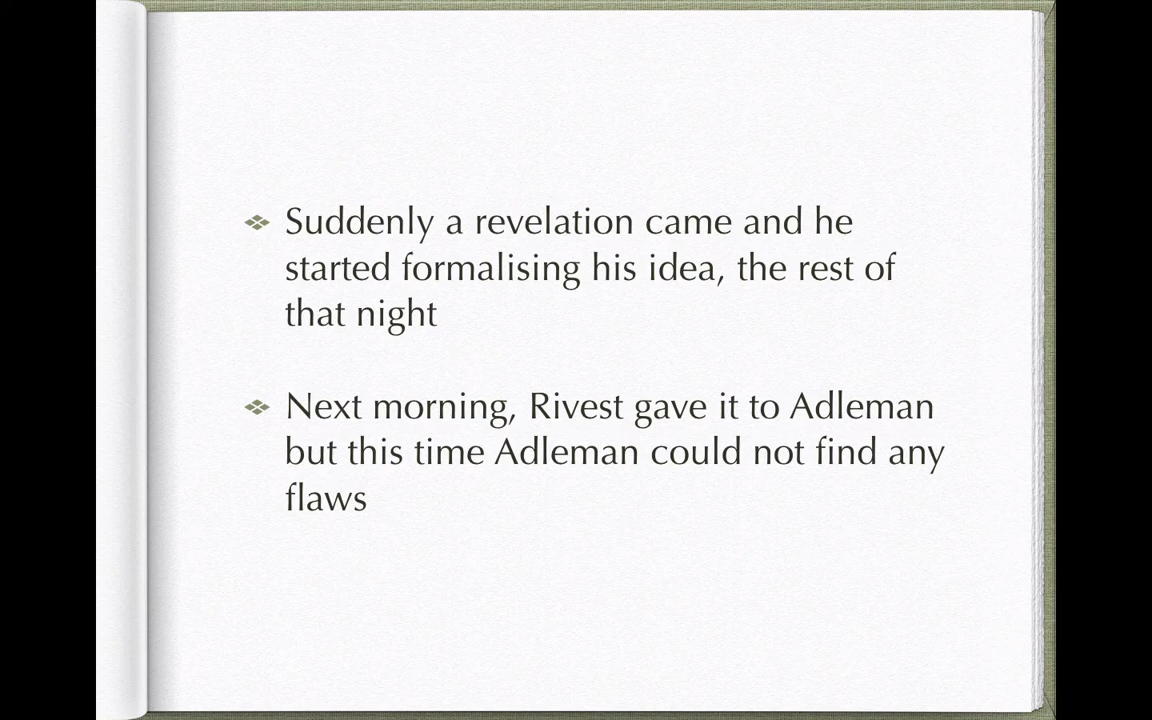 Suddenly a revelation came and he
started formalising his idea, the rest of
that night
Next morning, Rivest gave it to Adleman
but this time Adleman could not find any
flaws